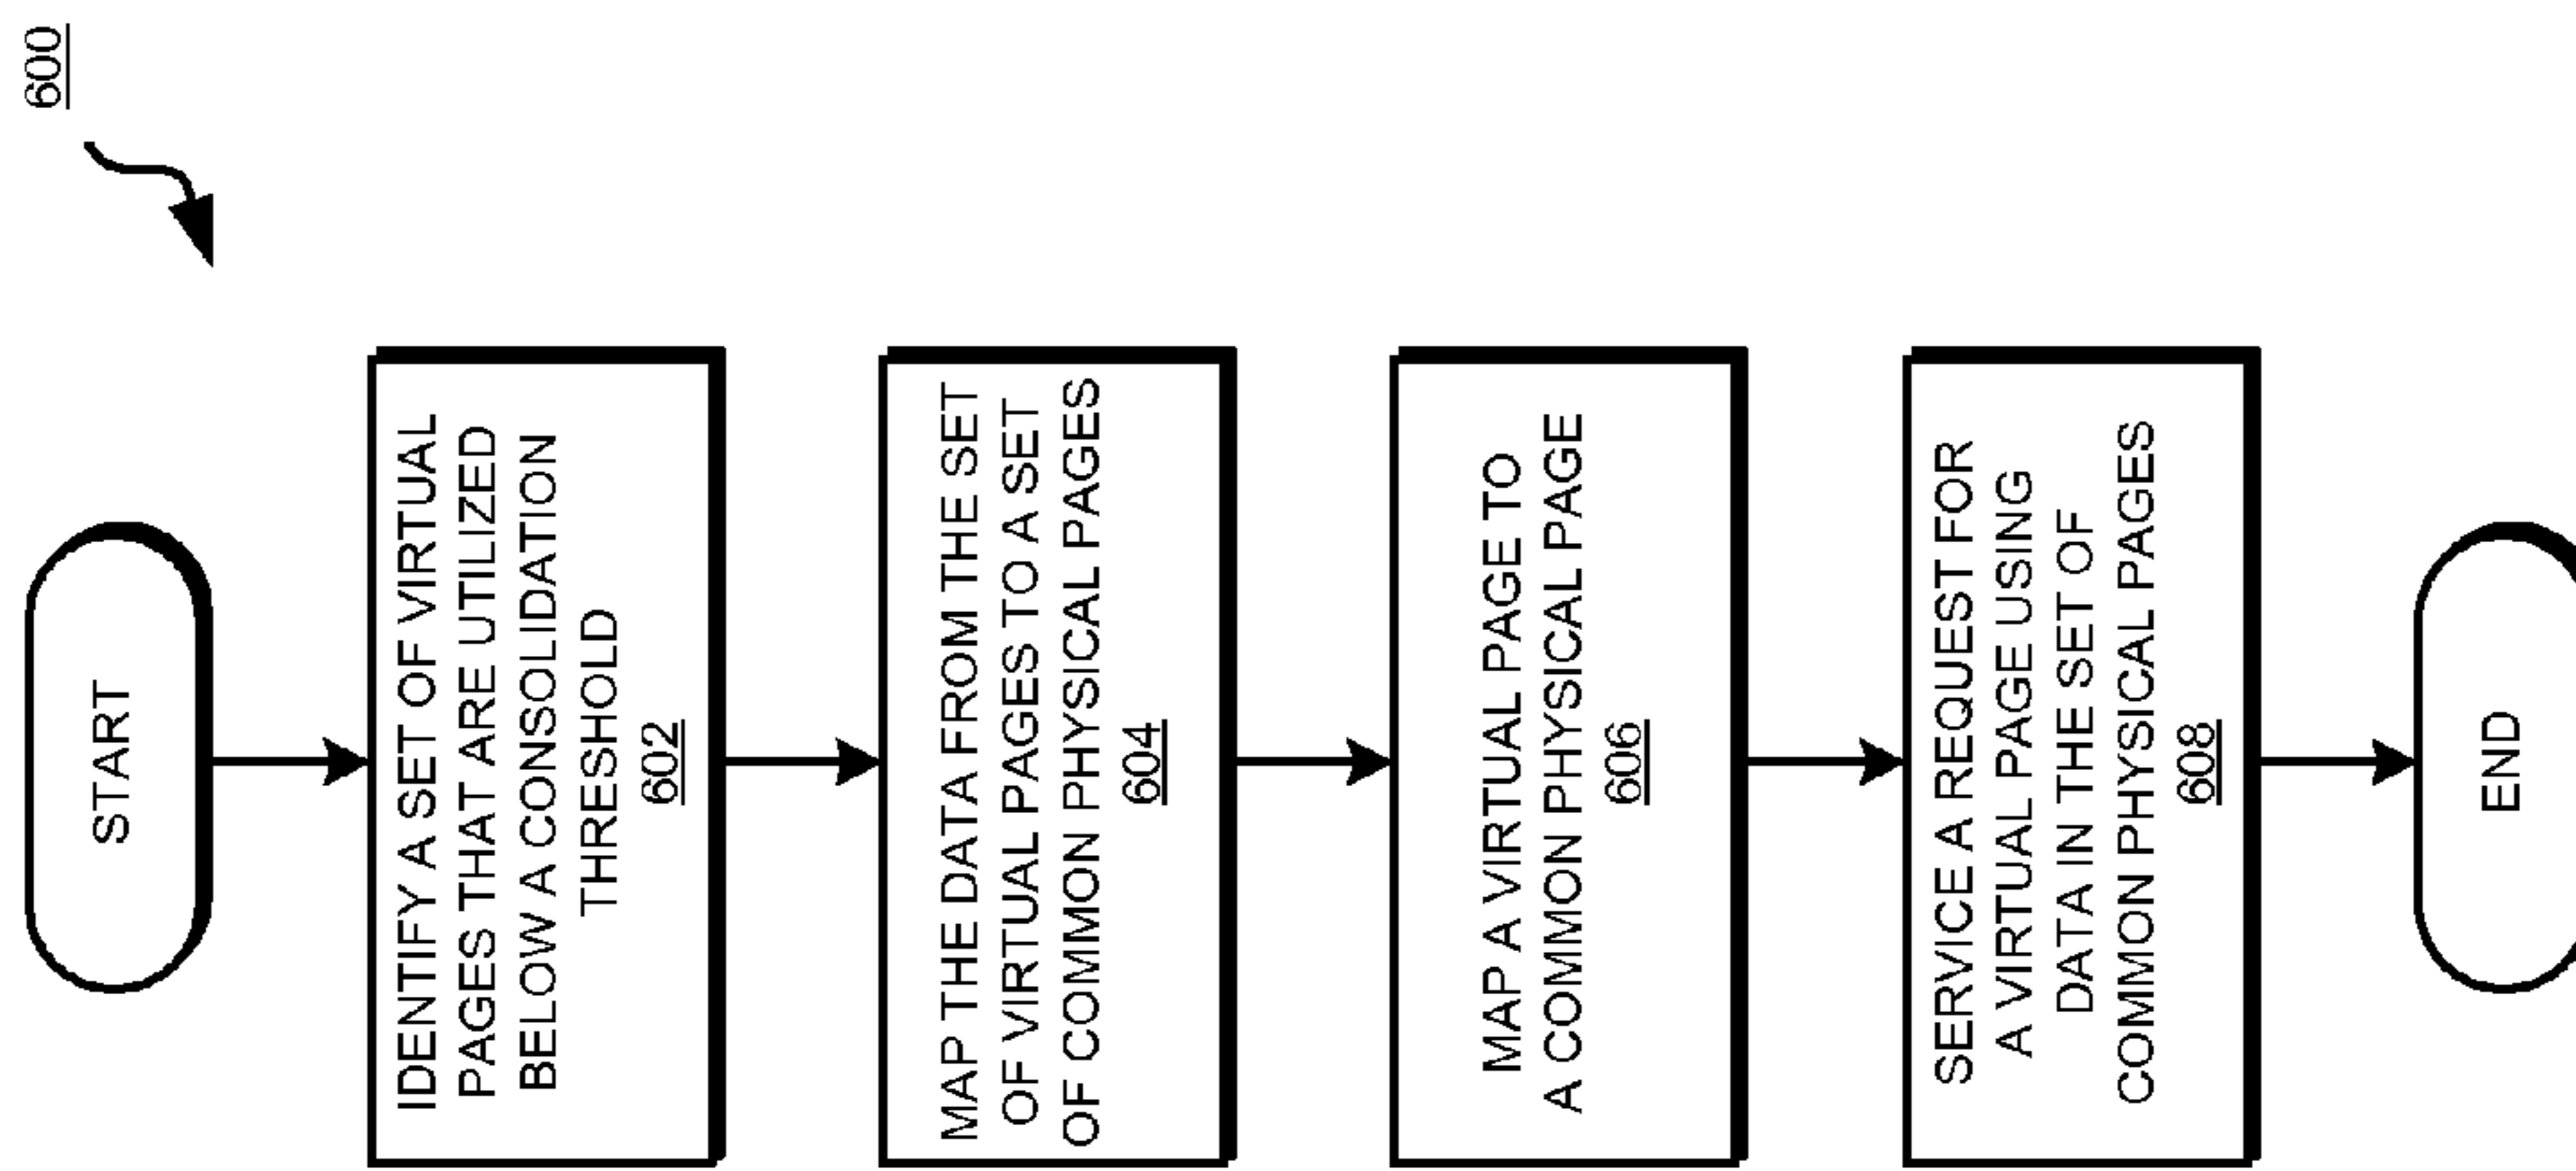 600
START
IDENTIFY A SET OF VIRTUAL
PAGES THAT ARE UTILIZED
BELOW A CONSOLIDATION
THRESHOLD
602
MAP THE DATA FROM THE SET
OF VIRTUAL PAGES TO A SET
OF COMMON PHYSICAL PAGES
604
MAP A VIRTUAL PAGE TO
A COMMON PHYSICAL PAGE
606
SERVICE A REQUEST FOR
A VIRTUAL PAGE USING
DATA IN THE SET OF
COMMON PHYSICAL PAGES
608
END